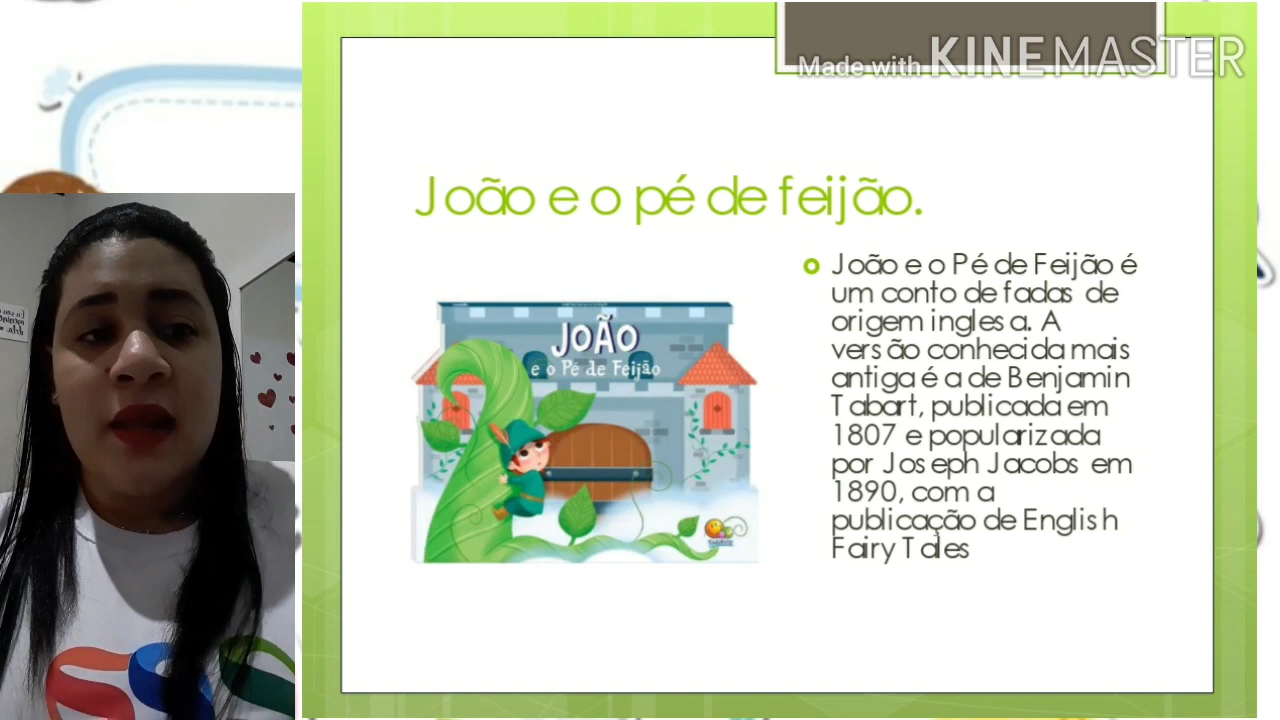 Made with KINEMASTER
João e o pé de feijão.
JOÃO
e o Pé de Feijão
João e o Pé de Feijão é
um conto de fadas de
origem inglesa. A
versão conhecida mais
antiga é a de Benjamin
Tabart, publicada em
1807 e popularizada
por Joseph Jacobs em
1890, com a
publicação de English
Fairy Tales